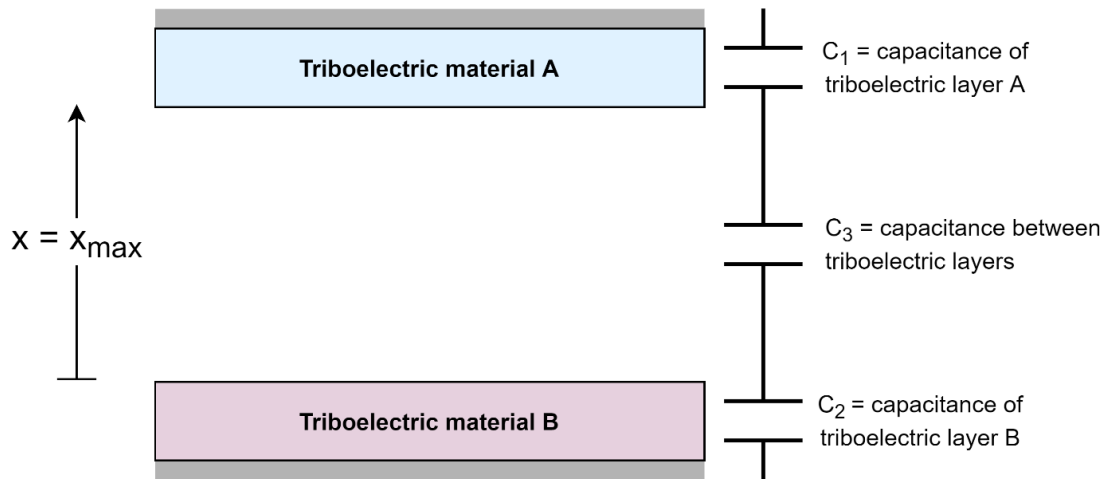 Triboelectric material A
C₁ = capacitance of
triboelectric layer A
x = xₘₐₓ
C₃ = capacitance between
triboelectric layers
Triboelectric material B
C₂ = capacitance of
triboelectric layer B